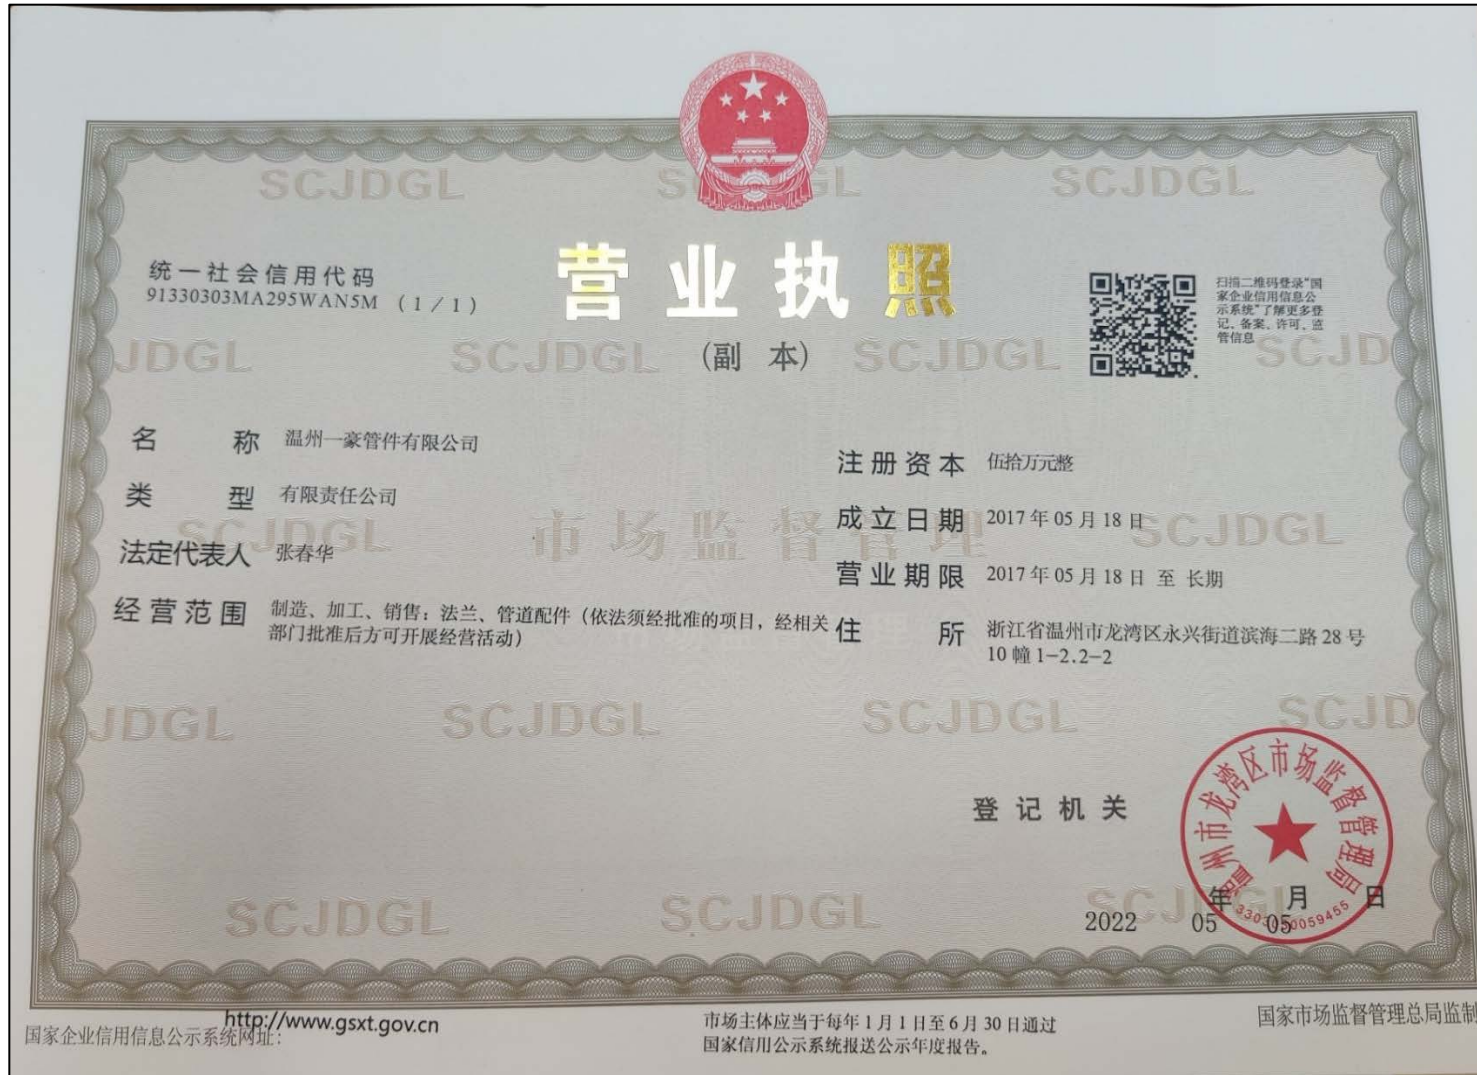 统一社会信用代码
91330303MA295WAN5M （1／1）
营业执照
（副 本）
扫描二维码登录“国
家企业信用信息公
示系统”了解更多登
记、备案、许可、监
管信息
名 称 温州一豪管件有限公司
类 型 有限责任公司
法定代表人 张春华
经营范围 制造、加工、销售：法兰、管道配件（依法须经批准的项目，经相关
部门批准后方可开展经营活动）
注册资本 伍拾万元整
成立日期 2017年05月18日
营业期限 2017年05月18日 至 长期
住 所 浙江省温州市龙湾区永兴街道滨海二路28号
10幢1-2.2-2
SCJDGL
市场监督管理
登记机关
温州市龙湾区市场监督管理局
年 月 日
2022 05 05
国家企业信用信息公示系统网址：http://www.gsxt.gov.cn
市场主体应当于每年1月1日至6月30日通过
国家信用公示系统报送公示年度报告。
国家市场监督管理总局监制